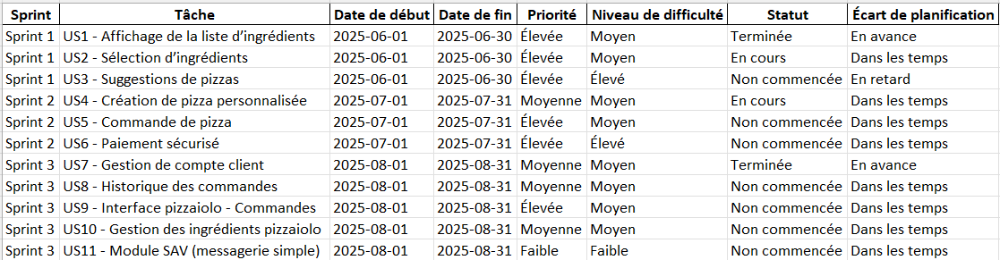 Sprint Tâche Date de début Date de fin Priorité Niveau de difficulté Statut Écart de planification
Sprint 1 US1 - Affichage de la liste d’ingrédients 2025-06-01 2025-06-30 Élevée Moyen Terminée En avance
Sprint 1 US2 - Sélection d’ingrédients 2025-06-01 2025-06-30 Élevée Moyen En cours Dans les temps
Sprint 1 US3 - Suggestions de pizzas 2025-06-01 2025-06-30 Élevée Élevé Non commencée En retard
Sprint 2 US4 - Création de pizza personnalisée 2025-07-01 2025-07-31 Moyenne Moyen En cours Dans les temps
Sprint 2 US5 - Commande de pizza 2025-07-01 2025-07-31 Élevée Moyen Non commencée Dans les temps
Sprint 2 US6 - Paiement sécurisé 2025-07-01 2025-07-31 Élevée Élevé Non commencée Dans les temps
Sprint 3 US7 - Gestion de compte client 2025-08-01 2025-08-31 Moyenne Moyen Terminée En avance
Sprint 3 US8 - Historique des commandes 2025-08-01 2025-08-31 Moyenne Moyen Non commencée Dans les temps
Sprint 3 US9 - Interface pizzaiolo - Commandes 2025-08-01 2025-08-31 Élevée Moyen Non commencée Dans les temps
Sprint 3 US10 - Gestion des ingrédients pizzaiolo 2025-08-01 2025-08-31 Moyenne Moyen Non commencée Dans les temps
Sprint 3 US11 - Module SAV (messagerie simple) 2025-08-01 2025-08-31 Faible Faible Non commencée Dans les temps